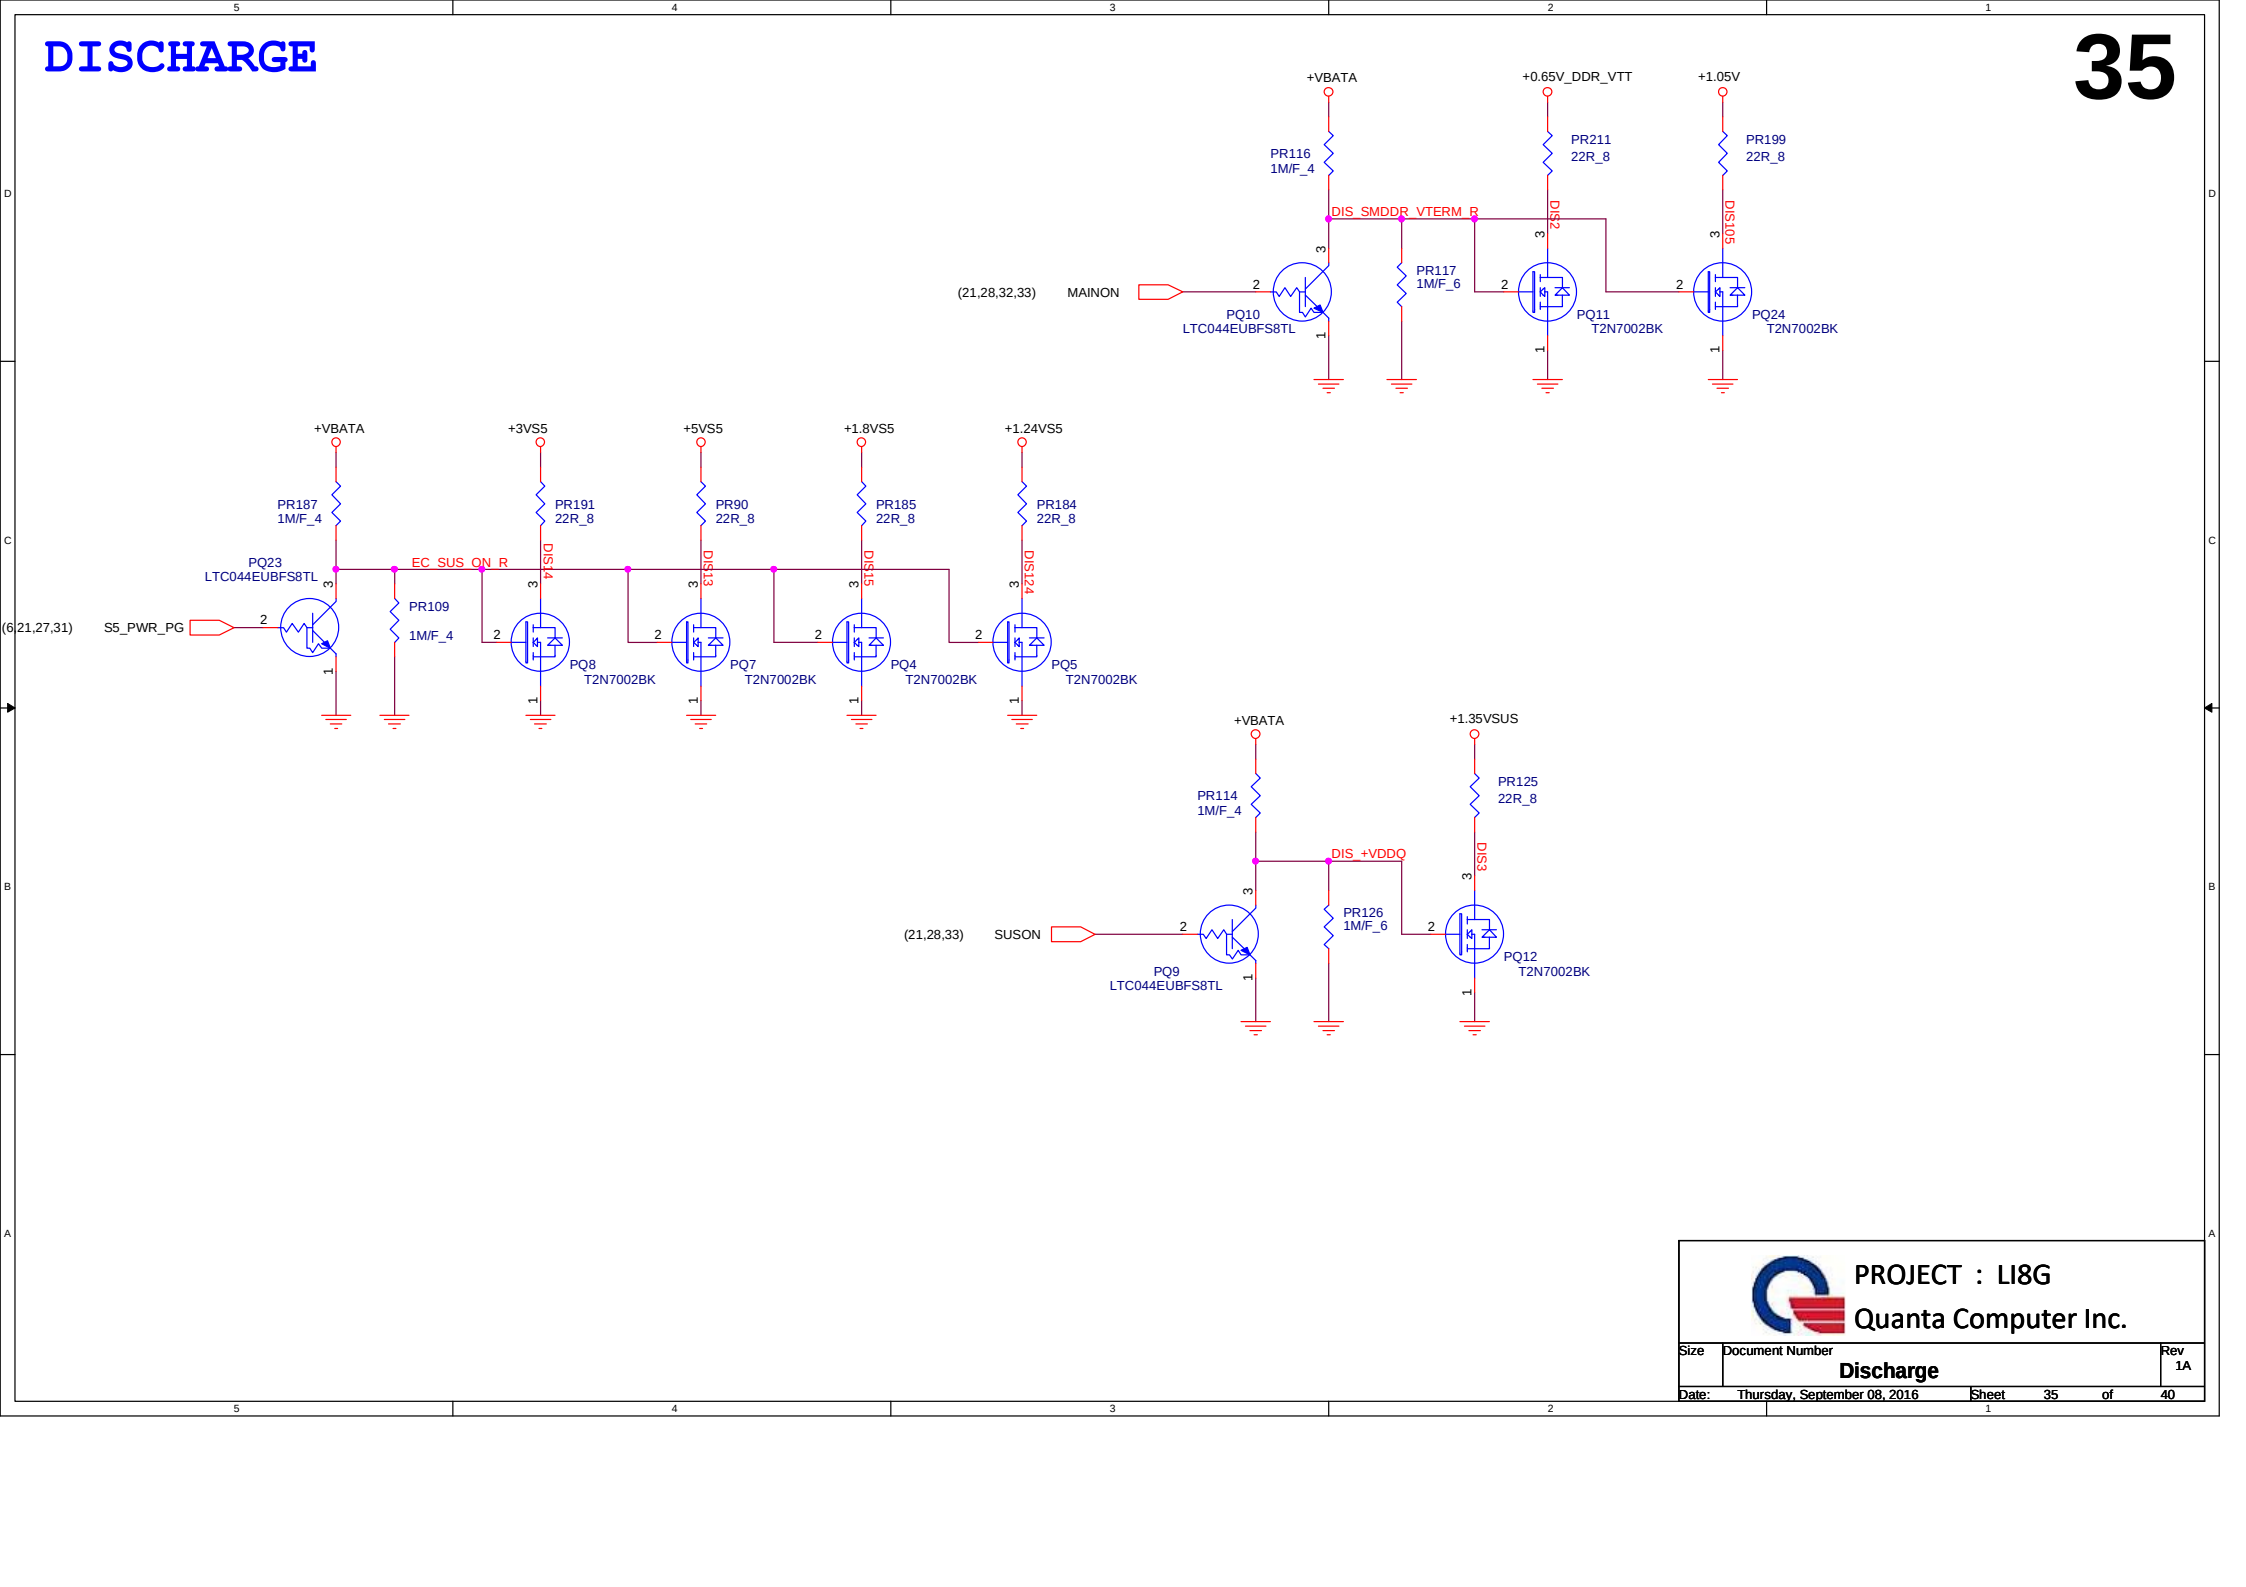 5 4 3 2 1
DISCHARGE
35
D D
+VBATA +0.65V_DDR_VTT +1.05V
PR116
1M/F_4
PR211
22R_8
PR199
22R_8
DIS_SMDDR_VTERM_R
DIS2
DIS105
3 3 3
PR117
1M/F_6
(21,28,32,33) MAINON 2 2 2
PQ10
LTC044EUBFS8TL
PQ11
T2N7002BK
PQ24
T2N7002BK
1 1 1
+VBATA +3VS5 +5VS5 +1.8VS5 +1.24VS5
PR187
1M/F_4
PR191
22R_8
PR90
22R_8
PR185
22R_8
PR184
22R_8
C C
PQ23
LTC044EUBFS8TL
EC_SUS_ON_R
DIS14
DIS13
DIS15
DIS124
3 3 3 3 3
PR109
1M/F_4
(6,21,27,31) S5_PWR_PG 2 2 2 2 2
PQ8
T2N7002BK
PQ7
T2N7002BK
PQ4
T2N7002BK
PQ5
T2N7002BK
1 1 1 1 1
+VBATA +1.35VSUS
PR114
1M/F_4
PR125
22R_8
DIS_+VDDQ
DIS3
3 3
B B
PR126
1M/F_6
(21,28,33) SUSON 2 2
PQ9
LTC044EUBFS8TL
PQ12
T2N7002BK
1 1
A A
PROJECT : LI8G
Quanta Computer Inc.
Size Document Number Rev
Discharge 1A
Date: Thursday, September 08, 2016 Sheet 35 of 40
5 4 3 2 1